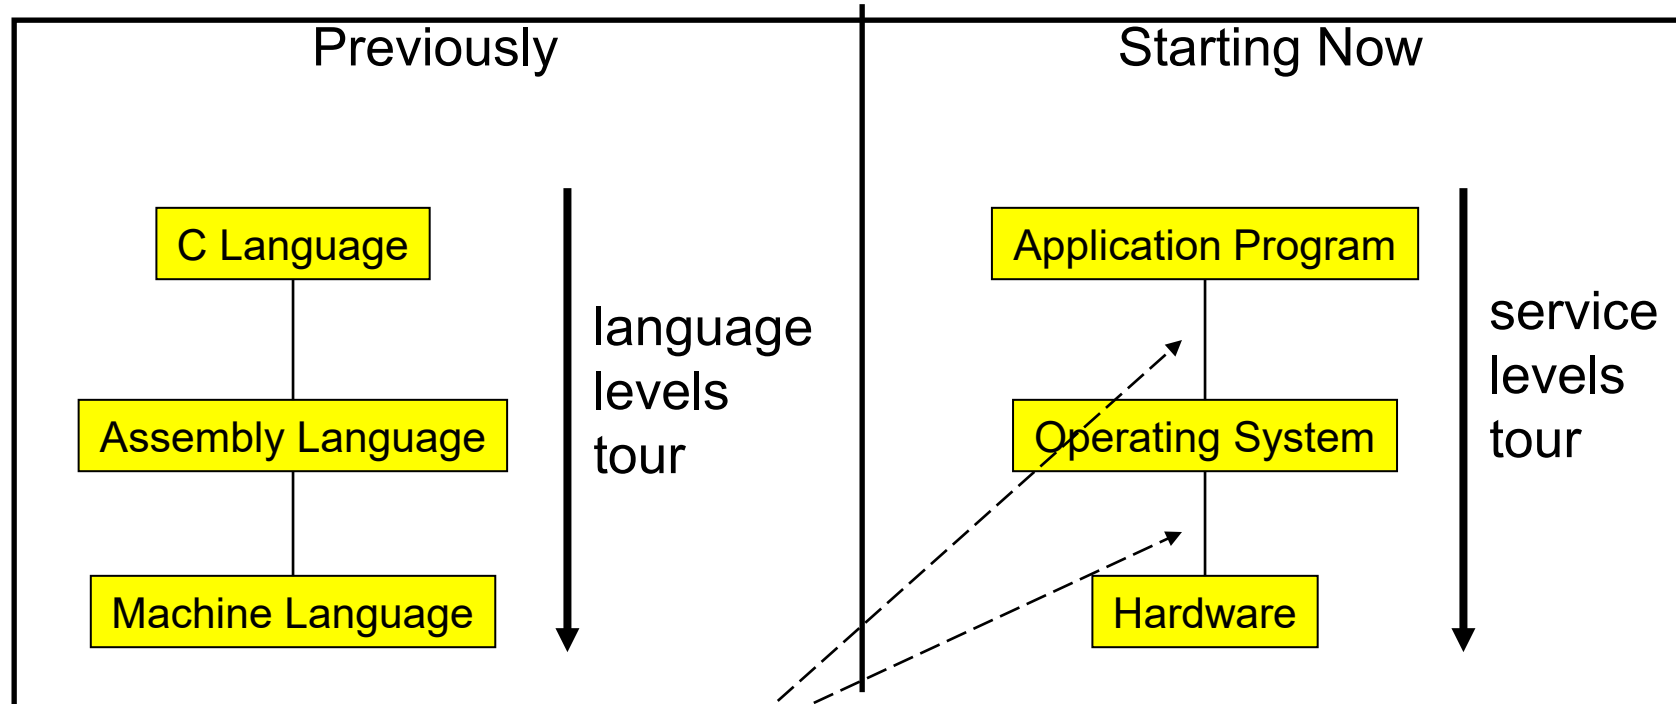 Previously
C Language
Assembly Language
Machine Language
language
levels
tour
Starting Now
Application Program
Operating System
Hardware
service
levels
tour